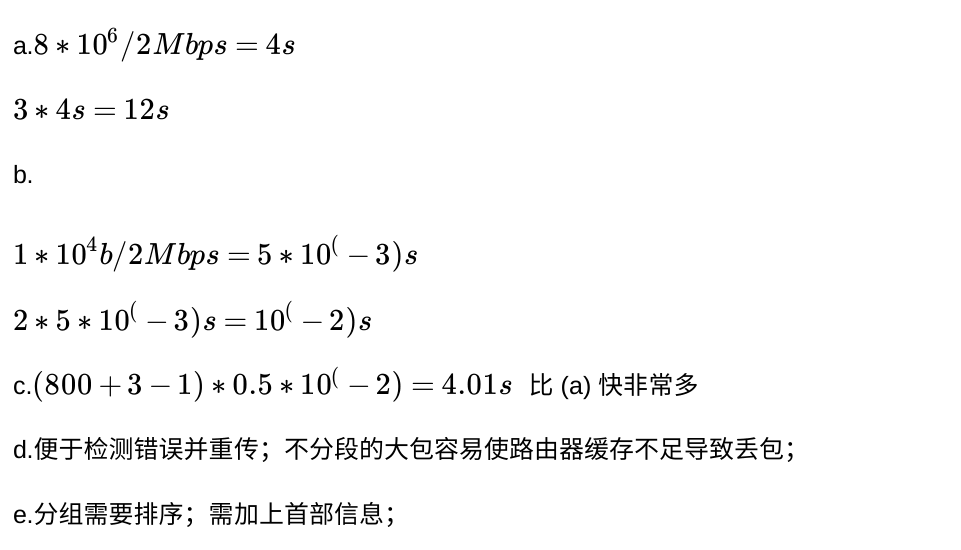 a.$8 * 10^6/2Mbps = 4s$
$3 * 4s = 12s$
b.
$1 * 10^4b/2Mbps = 5 * 10^( - 3)s$
$2 * 5 * 10^( - 3)s = 10^( - 2)s$
c.$(800 + 3 - 1) * 0.5 * 10^( - 2) = 4.01s$ 比 (a) 快非常多
d.便于检测错误并重传；不分段的大包容易使路由器缓存不足导致丢包；
e.分组需要排序；需加上首部信息；